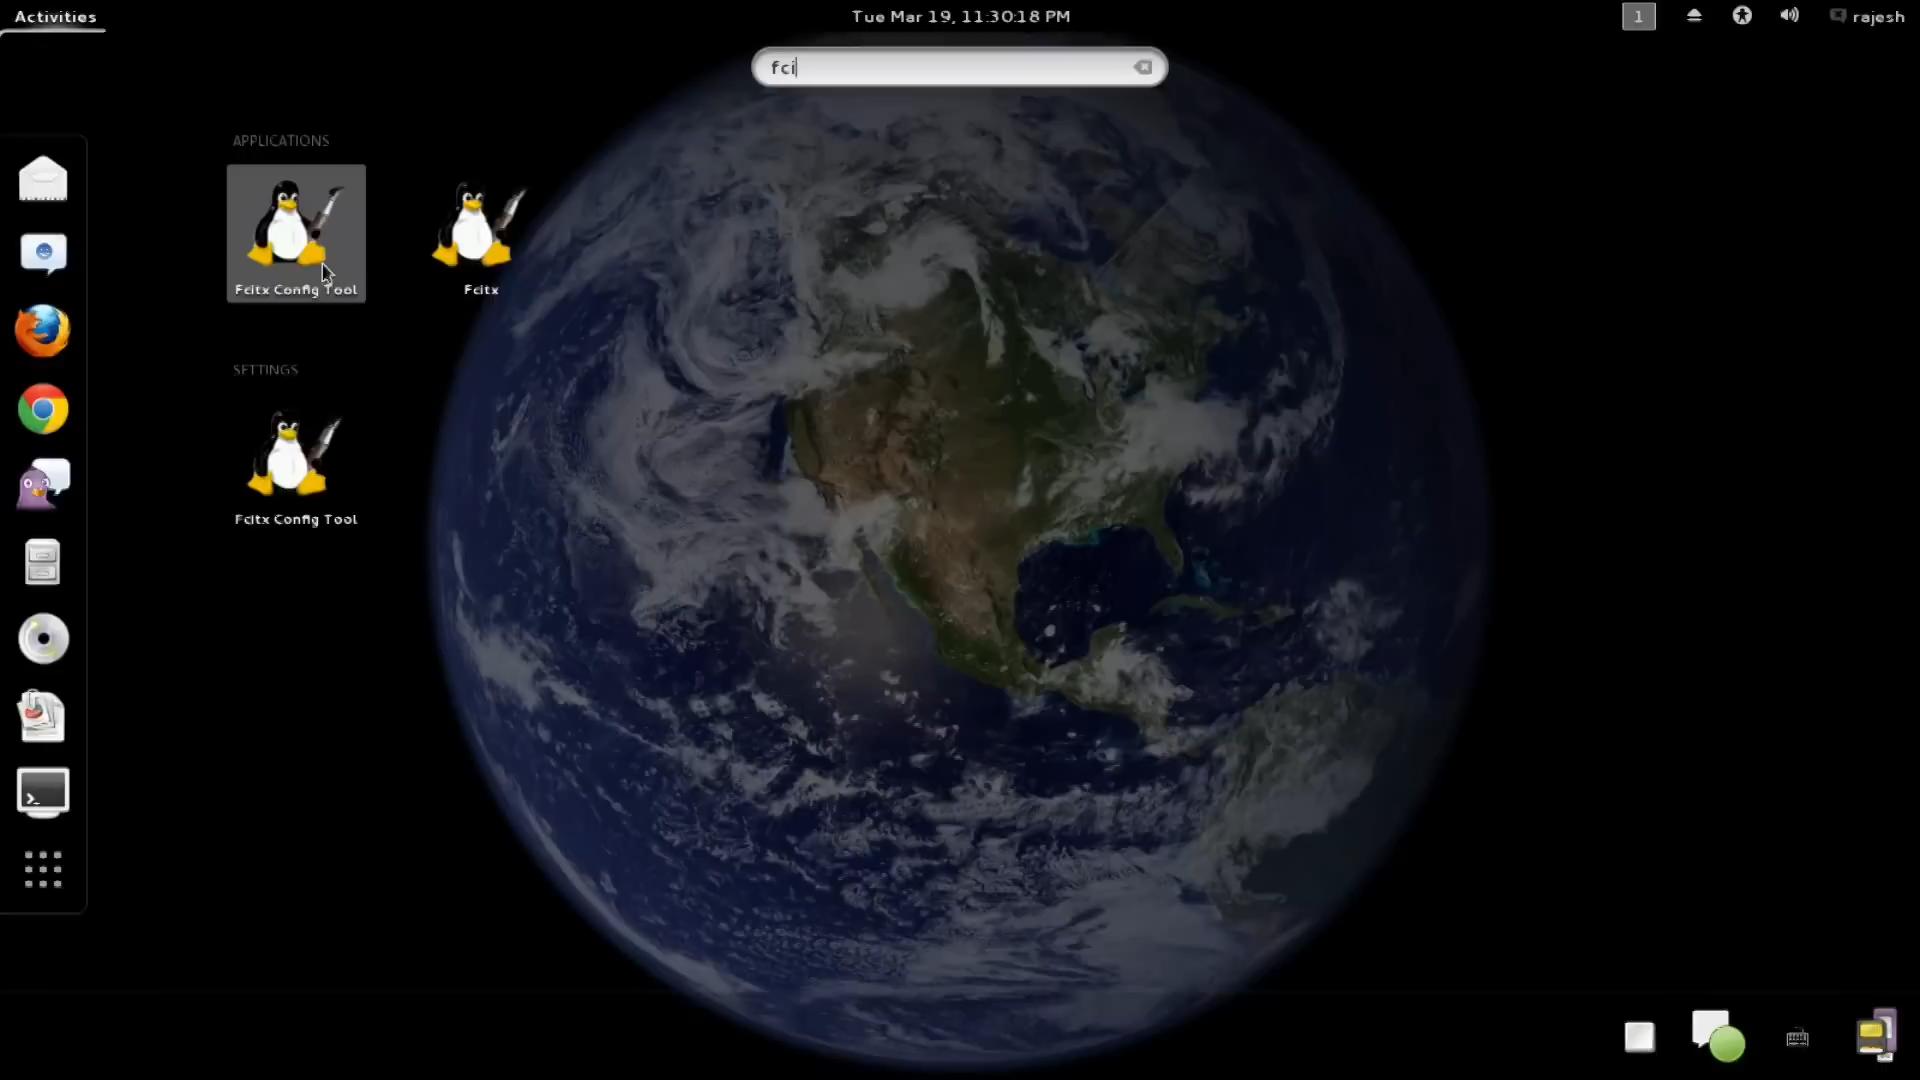 Activities
Tue Mar 19, 11:30:18 PM
1
rajesh
fci
APPLICATIONS
Fcitx Config Tool
Fcitx
SETTINGS
Fcitx Config Tool